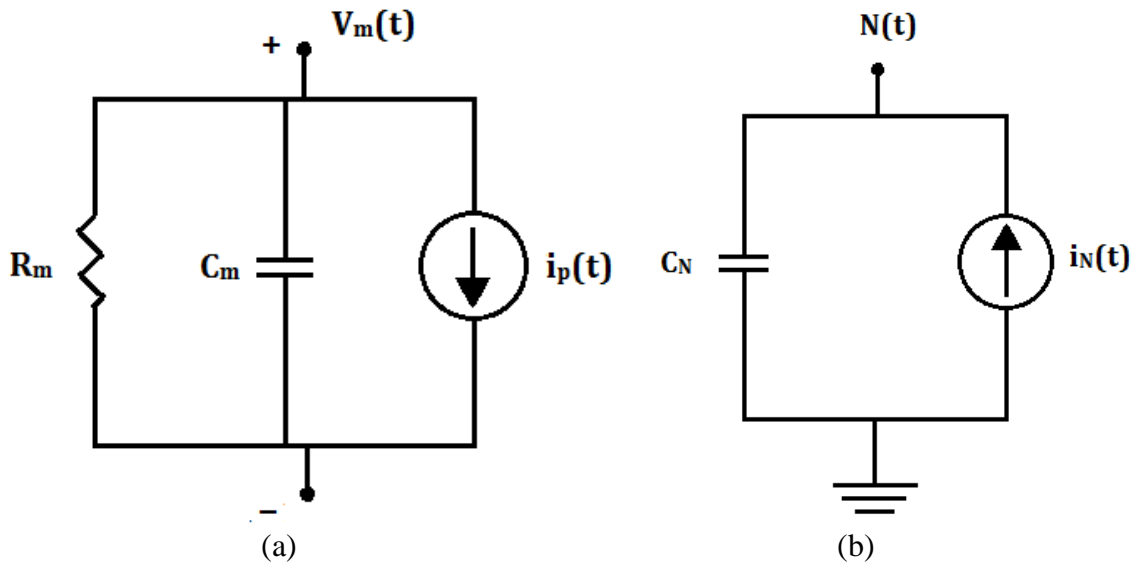 Vm(t)
+
Rm
Cm
ip(t)
−
(a)
N(t)
CN
iN(t)
(b)